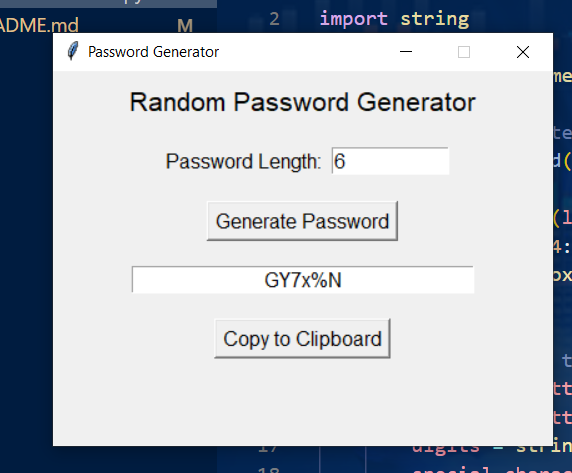 ADME.md M
2 import string
Password Generator
Random Password Generator
Password Length: 6
Generate Password
GY7x%N
Copy to Clipboard
17 digits = strin
18